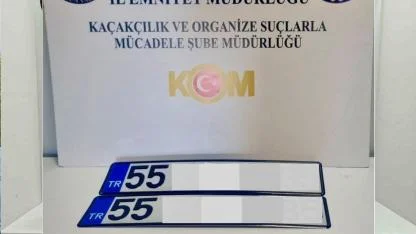 İL EMNİYET MÜDÜRLÜĞÜ
KAÇAKÇILIK VE ORGANİZE SUÇLARLA
MÜCADELE ŞUBE MÜDÜRLÜĞÜ
KOM
TR 55
TR 55